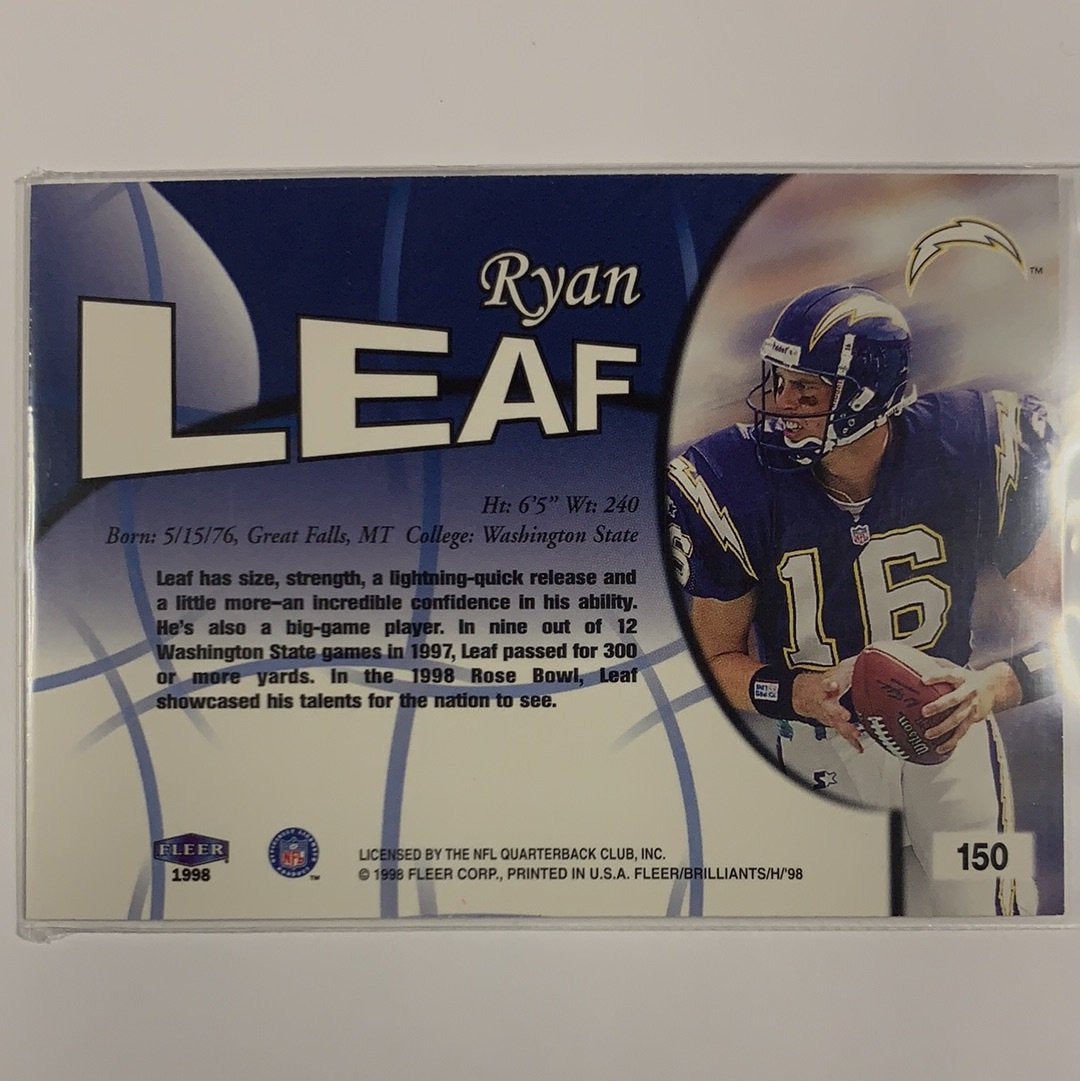 Ryan
LEAF
Ht: 6'5" Wt: 240
Born: 5/15/76, Great Falls, MT College: Washington State
Leaf has size, strength, a lightning-quick release and
a little more–an incredible confidence in his ability.
He's also a big-game player. In nine out of 12
Washington State games in 1997, Leaf passed for 300
or more yards. In the 1998 Rose Bowl, Leaf
showcased his talents for the nation to see.
TM
16
Wilson
NFL
FLEER
1998
NFL
TM
LICENSED BY THE NFL QUARTERBACK CLUB, INC.
© 1998 FLEER CORP., PRINTED IN U.S.A. FLEER/BRILLIANTS/H/'98
150